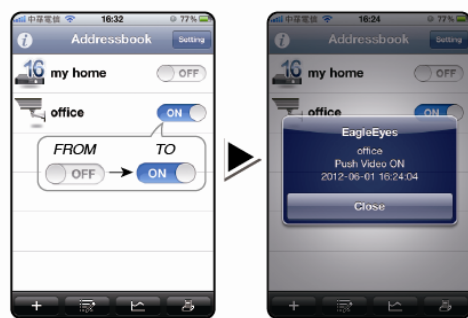 中華電信 16:32 77%
Addressbook Setting
16 my home OFF
office ON
FROM TO
OFF ON
中華電信 16:24 77%
Addressbook Setting
16 my home OFF
office ON
EagleEyes
office
Push Video ON
2012-06-01 16:24:04
Close